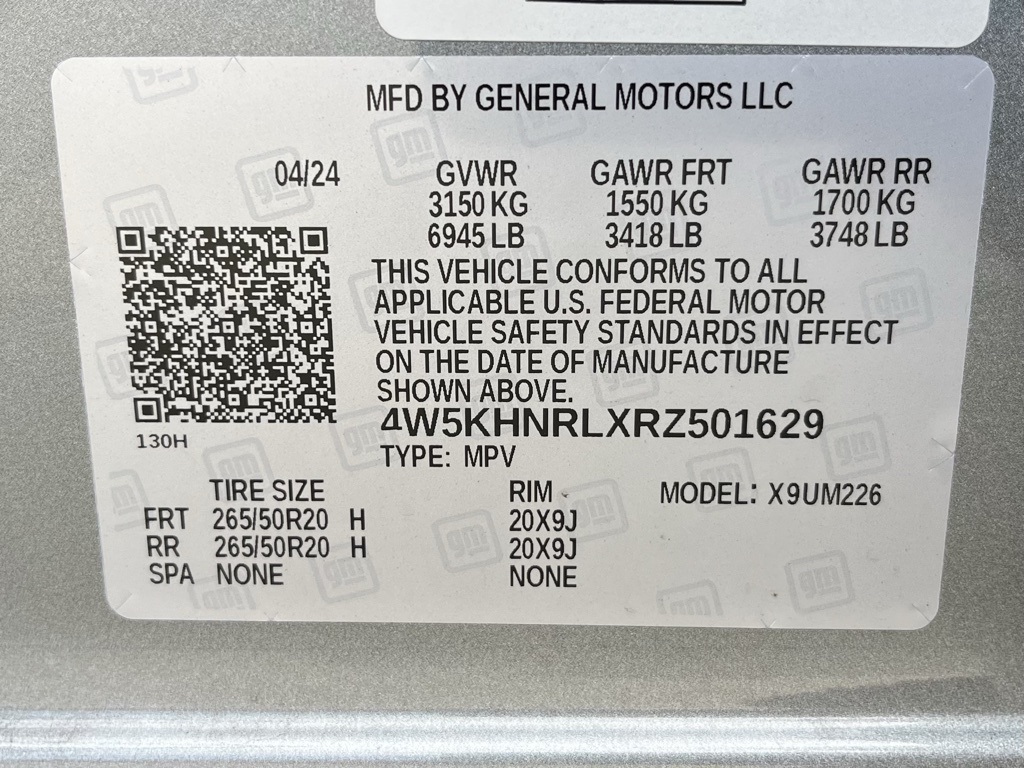 MFD BY GENERAL MOTORS LLC
04/24 GVWR GAWR FRT GAWR RR
3150 KG 1550 KG 1700 KG
6945 LB 3418 LB 3748 LB
THIS VEHICLE CONFORMS TO ALL
APPLICABLE U.S. FEDERAL MOTOR
VEHICLE SAFETY STANDARDS IN EFFECT
ON THE DATE OF MANUFACTURE
SHOWN ABOVE.
4W5KHNRLXRZ501629
130H
TYPE: MPV
TIRE SIZE RIM MODEL: X9UM226
FRT 265/50R20 H 20X9J
RR 265/50R20 H 20X9J
SPA NONE NONE